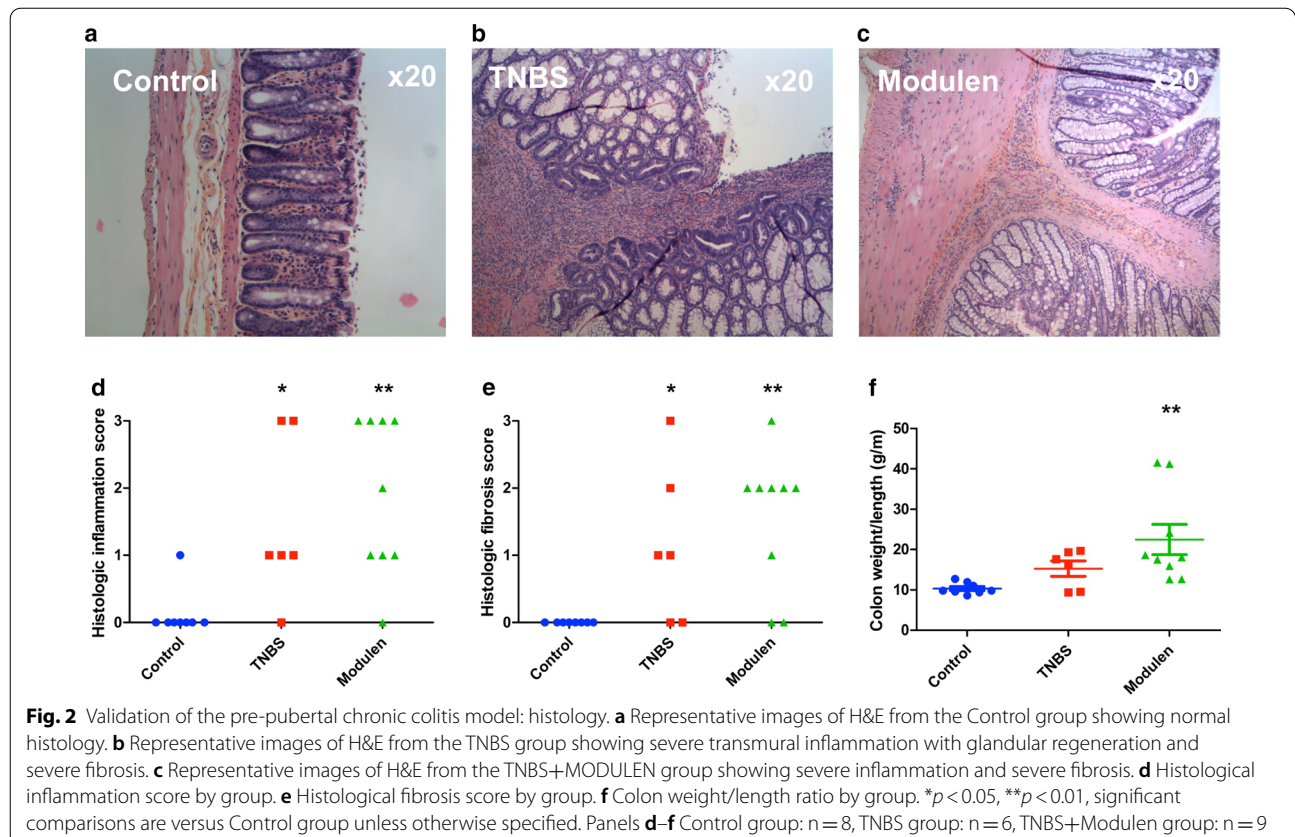 a
b
c
Control
x20
TNBS
x20
Modulen
x20
d
Histologic inflammation score
3
2
1
0
*
**
Control
TNBS
Modulen
e
Histologic fibrosis score
3
2
1
0
*
**
Control
TNBS
Modulen
f
Colon weight/length (g/m)
50
40
30
20
10
0
**
Control
TNBS
Modulen
Fig. 2 Validation of the pre-pubertal chronic colitis model: histology. a Representative images of H&E from the Control group showing normal
histology. b Representative images of H&E from the TNBS group showing severe transmural inflammation with glandular regeneration and
severe fibrosis. c Representative images of H&E from the TNBS+MODULEN group showing severe inflammation and severe fibrosis. d Histological
inflammation score by group. e Histological fibrosis score by group. f Colon weight/length ratio by group. *p < 0.05, **p < 0.01, significant
comparisons are versus Control group unless otherwise specified. Panels d–f Control group: n = 8, TNBS group: n = 6, TNBS+Modulen group: n = 9